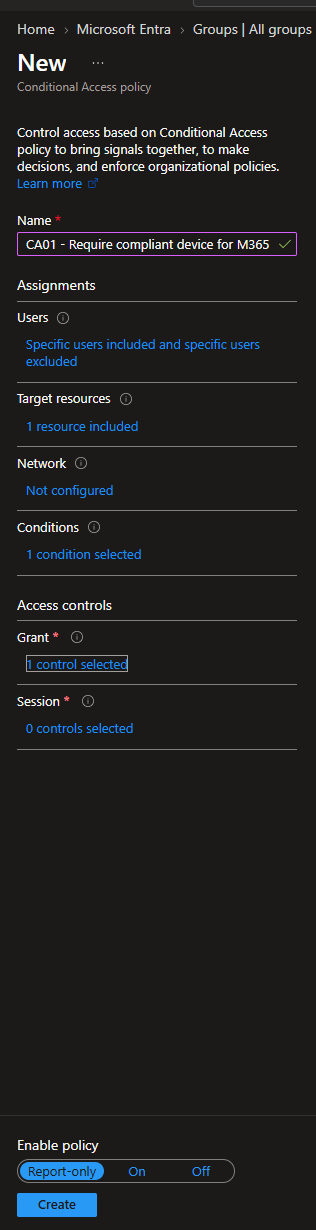 Home > Microsoft Entra > Groups | All groups
New ...
Conditional Access policy
Control access based on Conditional Access
policy to bring signals together, to make
decisions, and enforce organizational policies.
Learn more
Name *
CA01 - Require compliant device for M365
Assignments
Users
Specific users included and specific users
excluded
Target resources
1 resource included
Network
Not configured
Conditions
1 condition selected
Access controls
Grant *
1 control selected
Session *
0 controls selected
Enable policy
Report-only On Off
Create